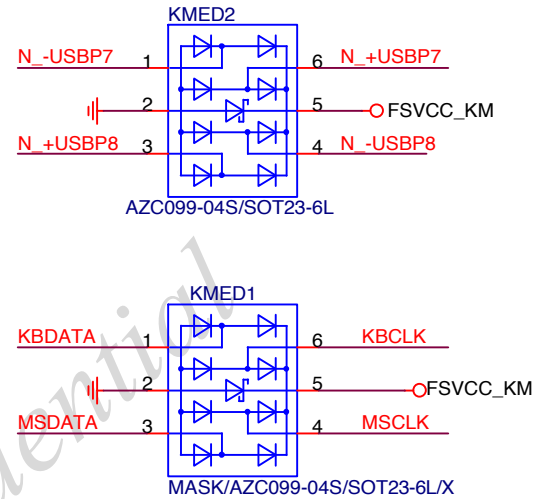 KMED2
N_-USBP7 1 6 N_+USBP7
2 5 FSVCC_KM
N_+USBP8 3 4 N_-USBP8
AZC099-04S/SOT23-6L
KMED1
KBDATA 1 6 KBCLK
2 5 FSVCC_KM
MSDATA 3 4 MSCLK
MASK/AZC099-04S/SOT23-6L/X
dential